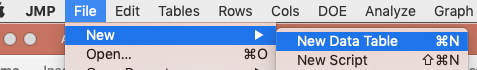 JMP File Edit Tables Rows Cols DOE Analyze Graph
New ▶ New Data Table ⌘N
Open... ⌘O New Script ⇧⌘N